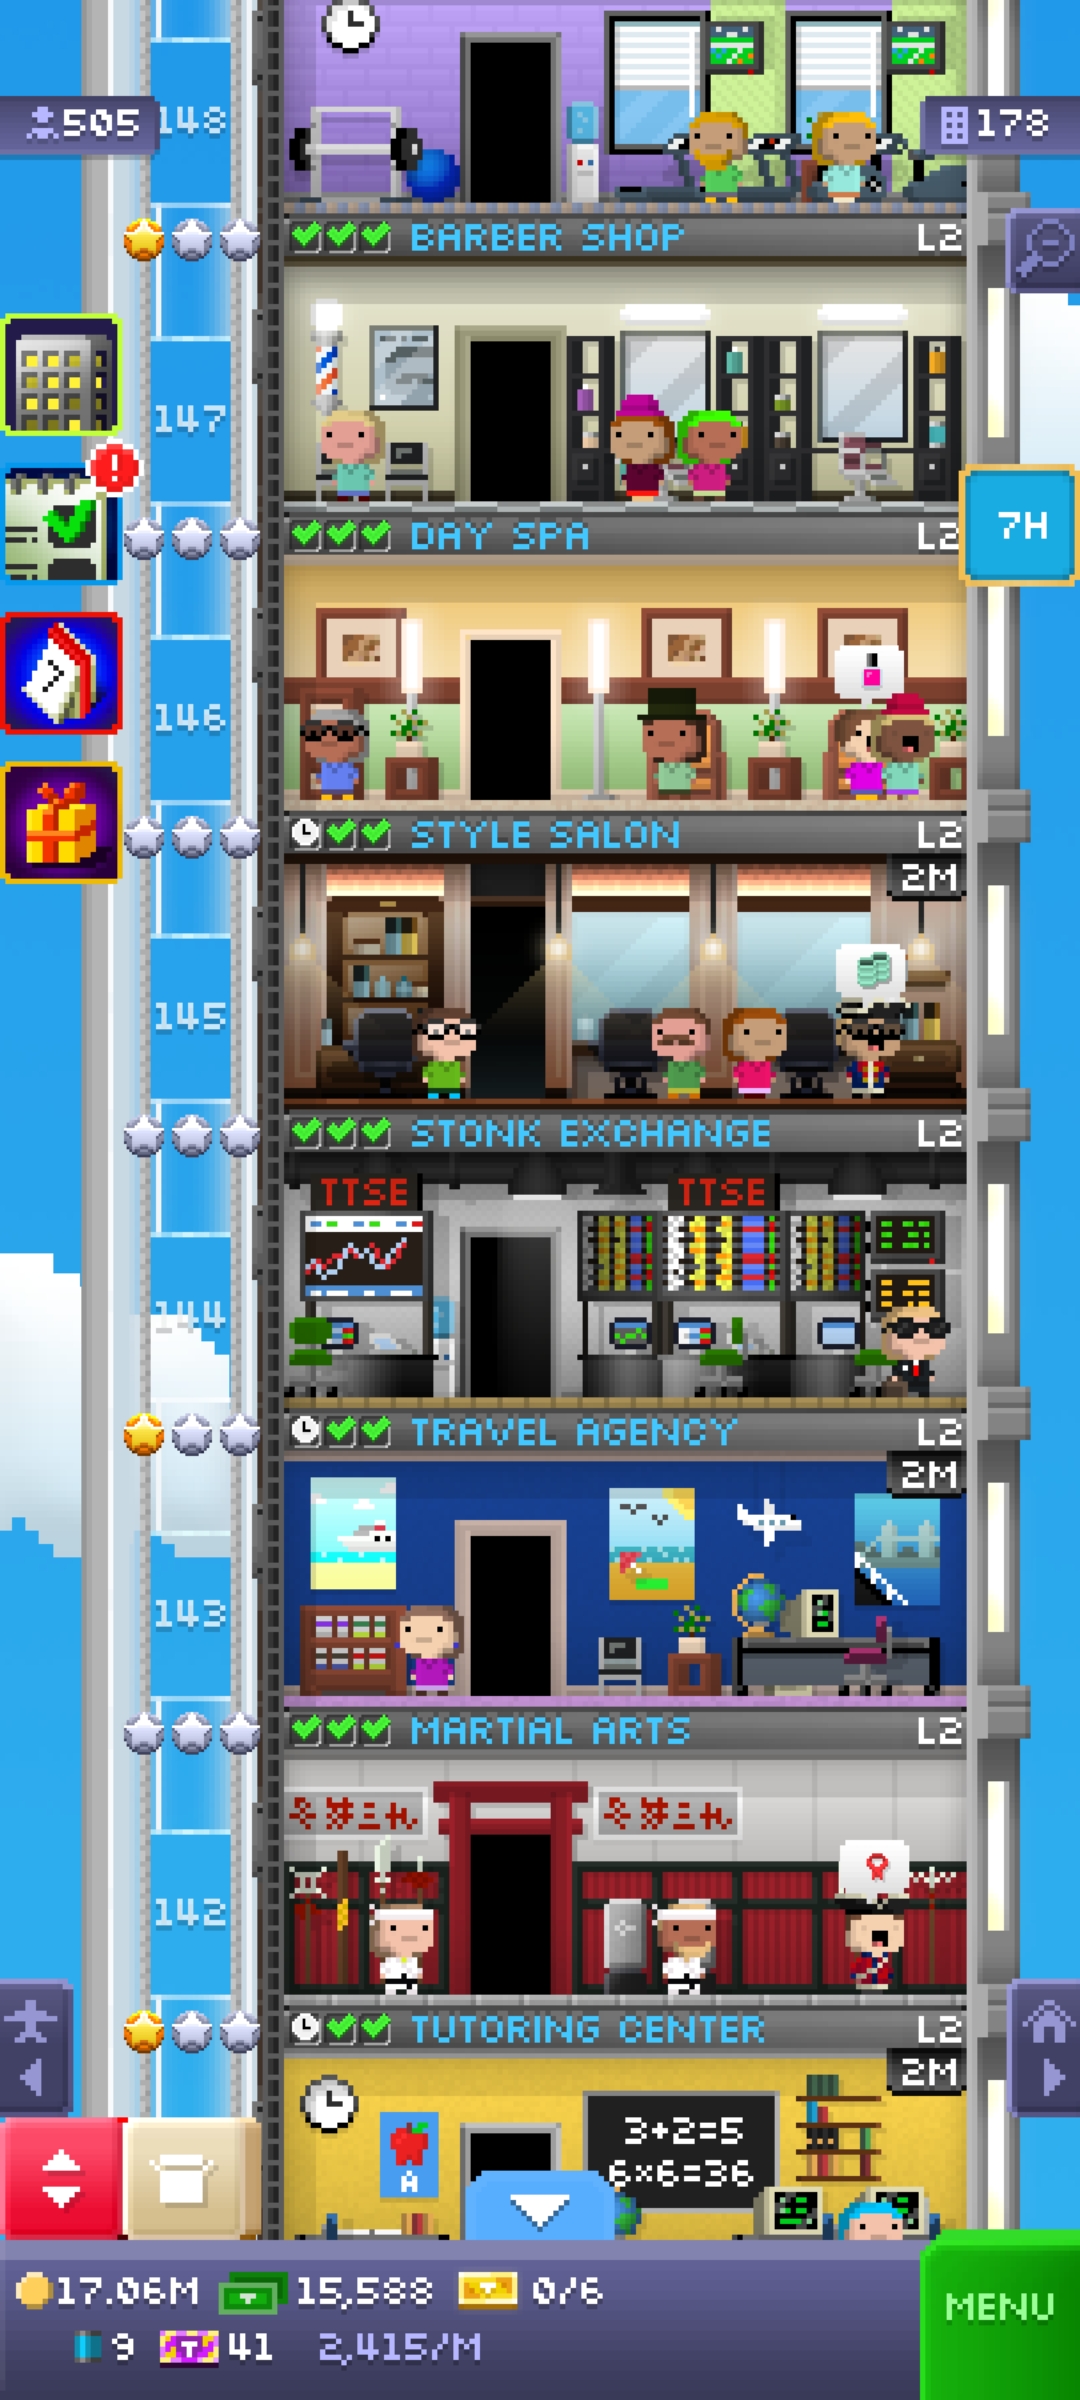 505
148
178
BARBER SHOP L2
147
DAY SPA L2
7H
146
STYLE SALON L2
2M
145
STONK EXCHANGE L2
TTSE TTSE
144
TRAVEL AGENCY L2
2M
143
MARTIAL ARTS L2
142
TUTORING CENTER L2
2M
3+2=5
6×6=36
A
17.06M 15,588 0/6
MENU
9 T 41 2,415/M